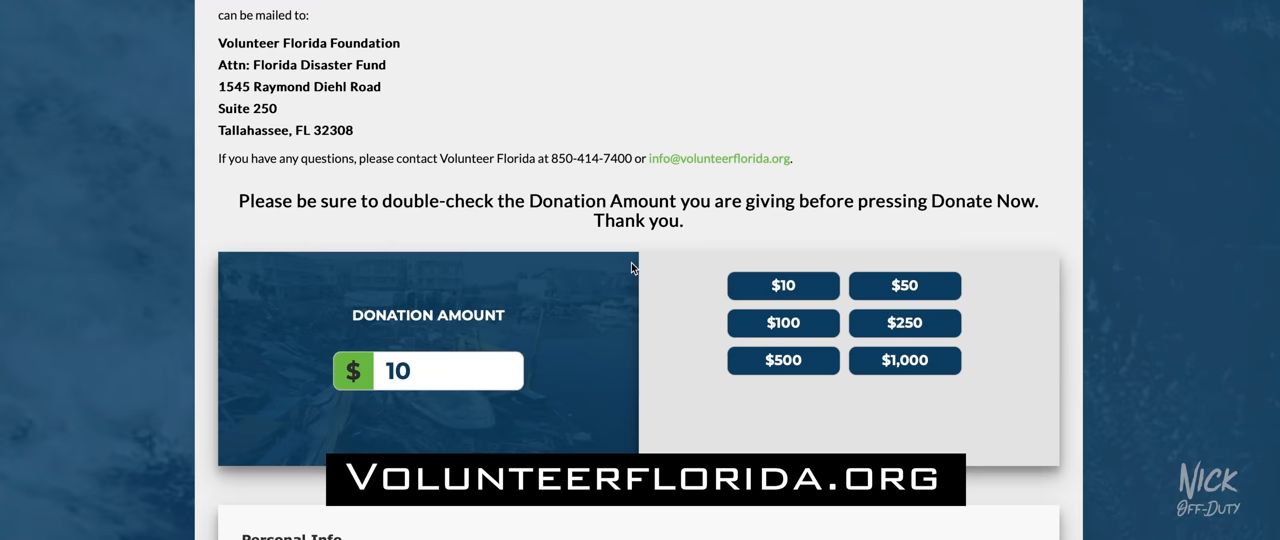 can be mailed to:
Volunteer Florida Foundation
Attn: Florida Disaster Fund
1545 Raymond Diehl Road
Suite 250
Tallahassee, FL 32308
If you have any questions, please contact Volunteer Florida at 850-414-7400 or info@volunteerflorida.org.
Please be sure to double-check the Donation Amount you are giving before pressing Donate Now.
Thank you.
DONATION AMOUNT
$ 10
$10 $50
$100 $250
$500 $1,000
VOLUNTEERFLORIDA.ORG
NICK
OFF-DUTY
Personal Info